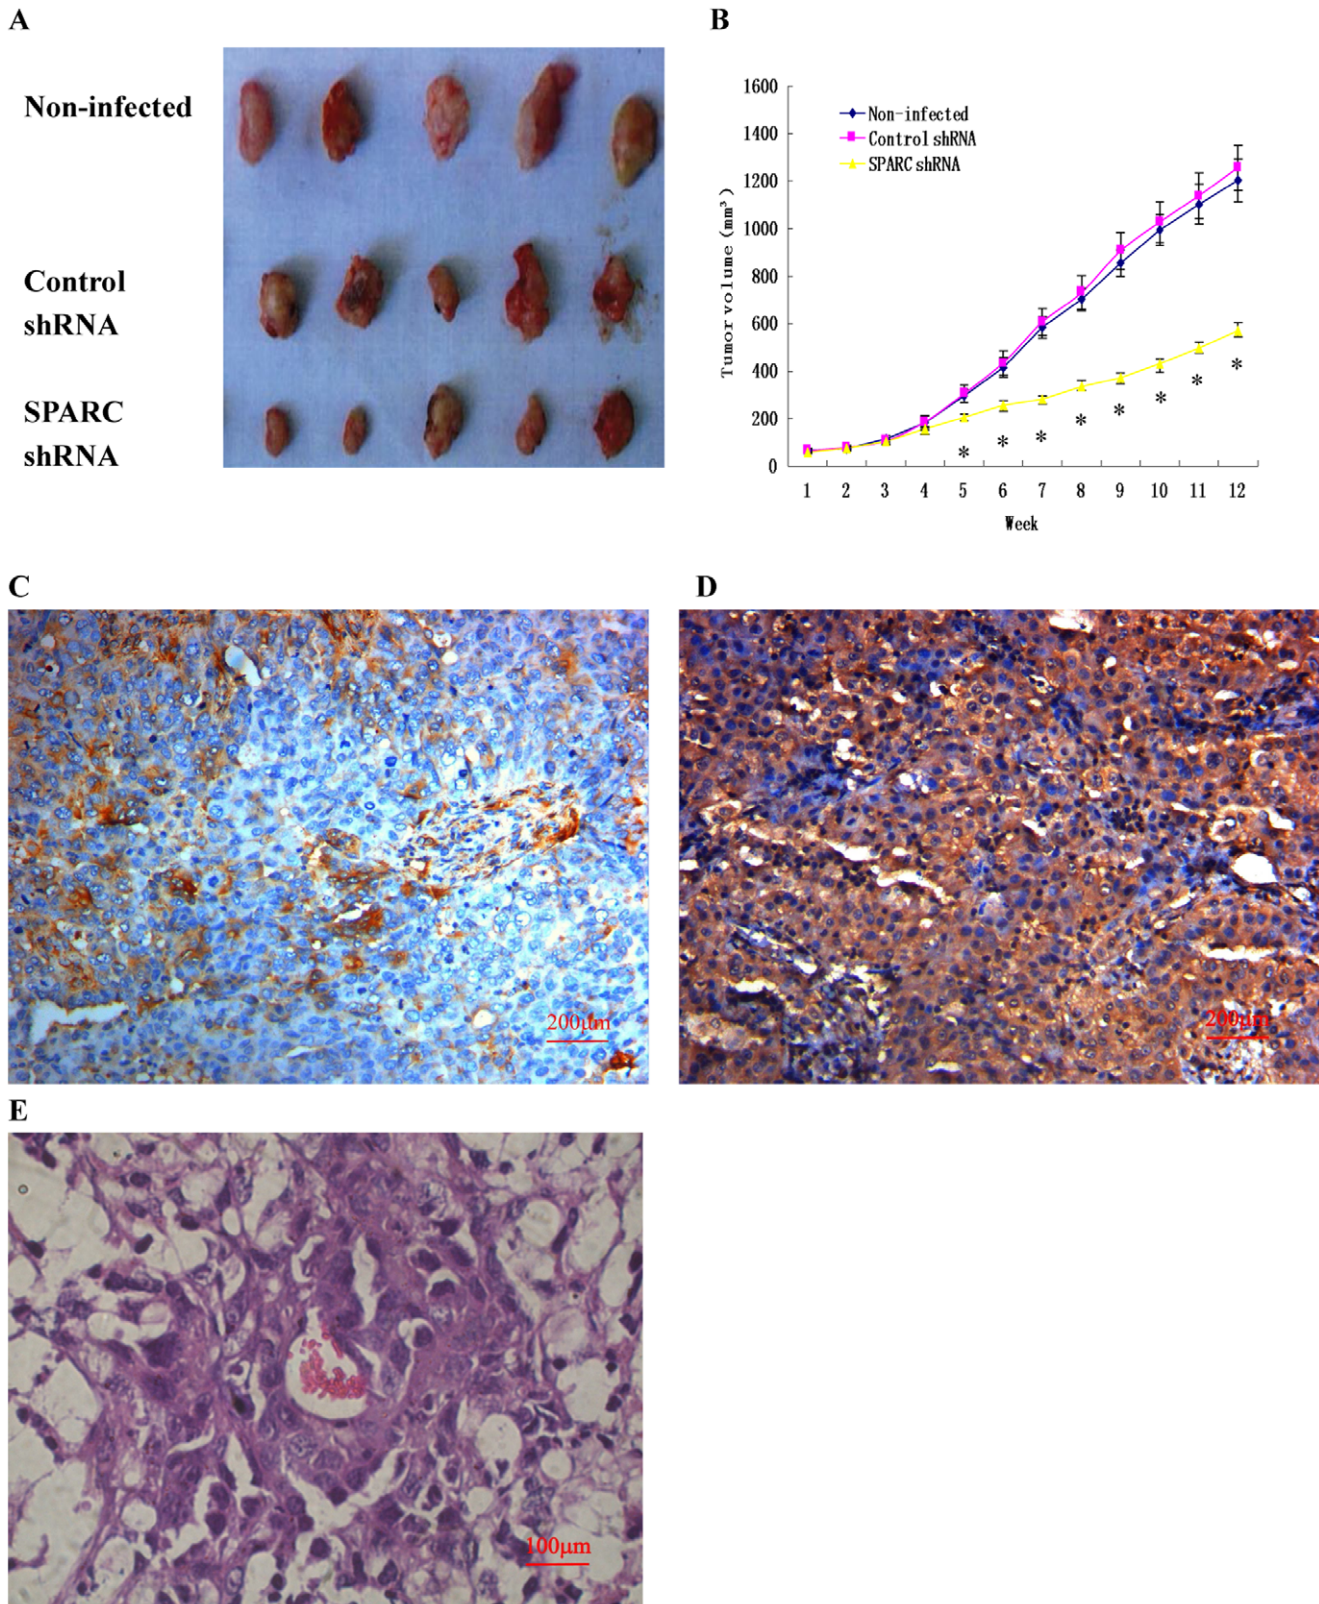 A
Non-infected
Control
shRNA
SPARC
shRNA
B
1600
1400
1200
1000
800
600
400
200
0
Tumor volume (mm³)
Non-infected
Control shRNA
SPARC shRNA
* * * * * * * *
1 2 3 4 5 6 7 8 9 10 11 12
Week
C
200μm
D
200μm
E
100μm